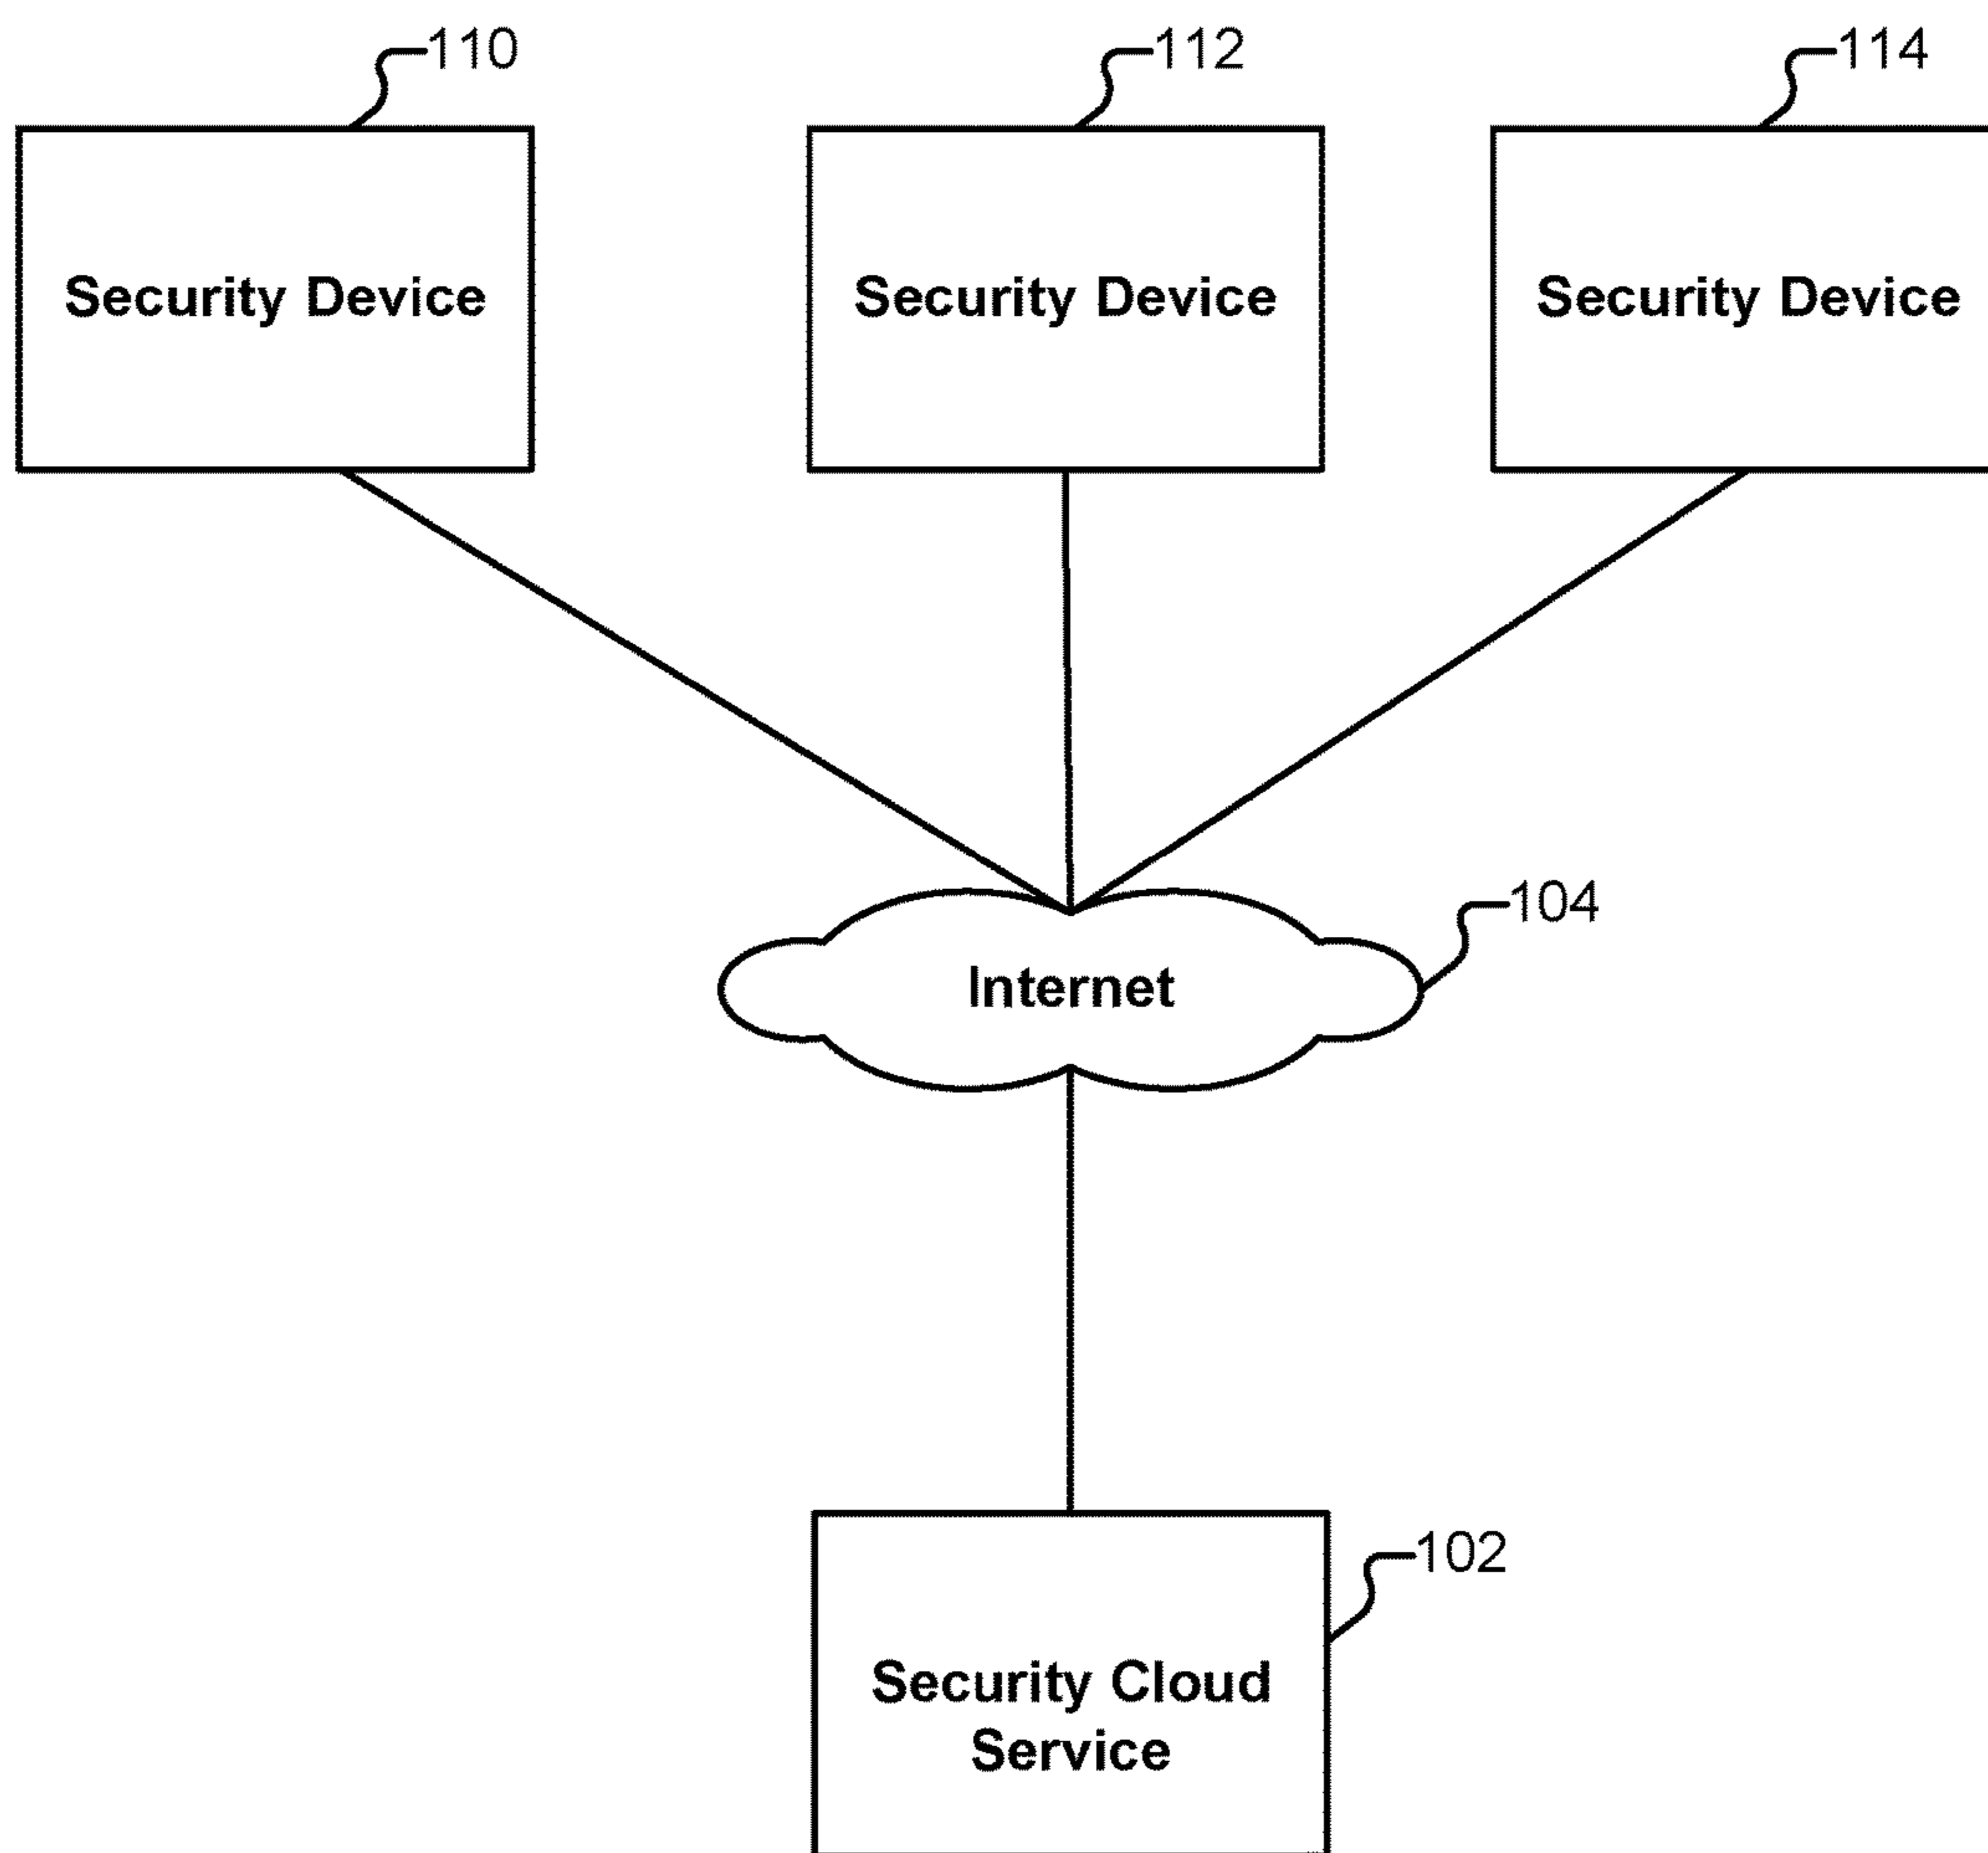 110
112
114
Security Device
Security Device
Security Device
104
Internet
102
Security Cloud
Service